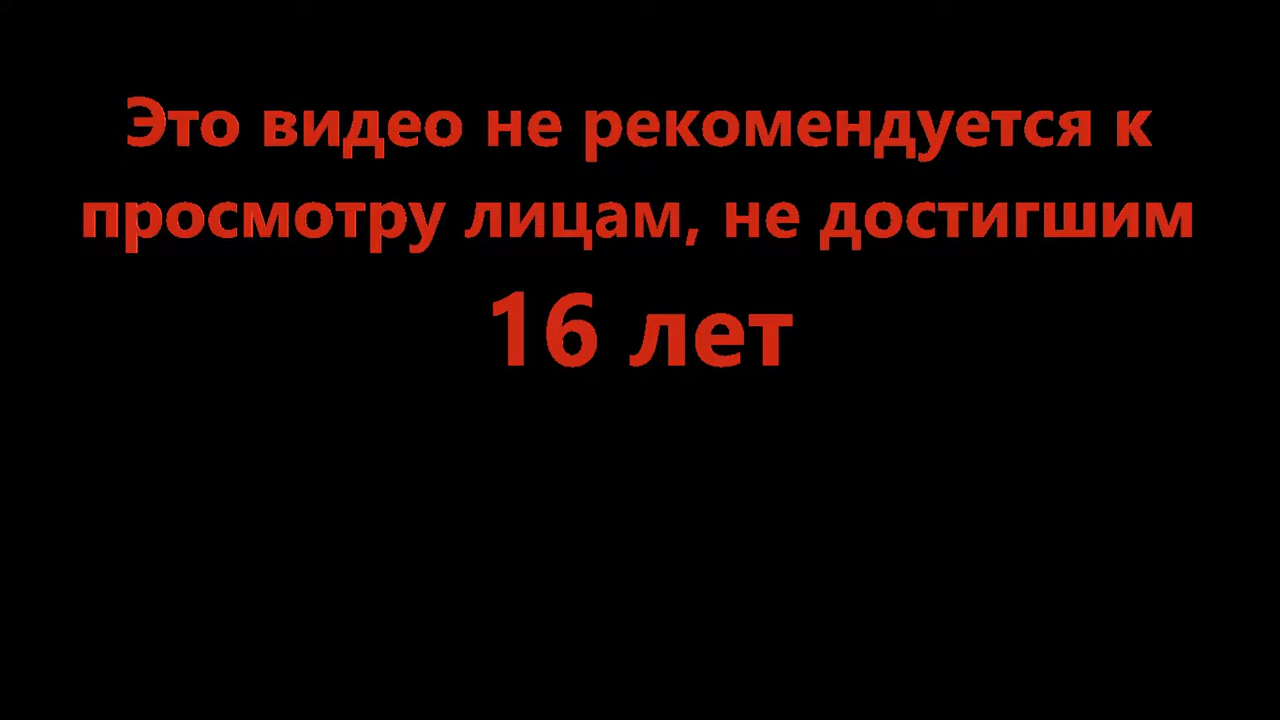 Это видео не рекомендуется к
просмотру лицам, не достигшим
16 лет